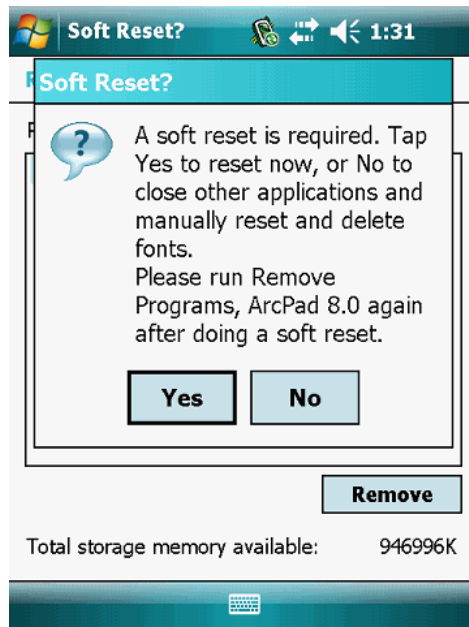 Soft Reset? 1:31
Soft Reset?
A soft reset is required. Tap
Yes to reset now, or No to
close other applications and
manually reset and delete
fonts.
Please run Remove
Programs, ArcPad 8.0 again
after doing a soft reset.
Yes No
Remove
Total storage memory available: 946996K